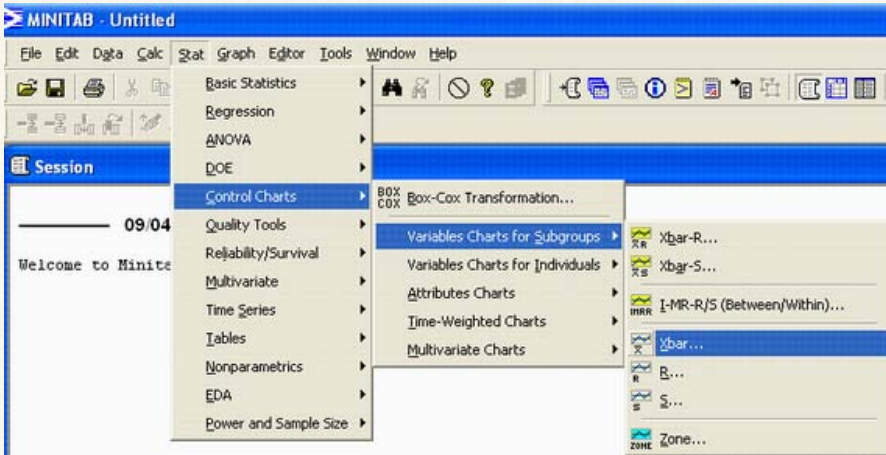 MINITAB - Untitled
File Edit Data Calc Stat Graph Editor Tools Window Help
Basic Statistics
Regression
ANOVA
DOE
Control Charts
Quality Tools
Reliability/Survival
Multivariate
Time Series
Tables
Nonparametrics
EDA
Power and Sample Size
Session
09/04
Welcome to Minita
BOX COX Box-Cox Transformation...
Variables Charts for Subgroups
Variables Charts for Individuals
Attributes Charts
Time-Weighted Charts
Multivariate Charts
Xbar-R...
Xbar-S...
I-MR-R/S (Between/Within)...
Xbar...
R...
S...
Zone...